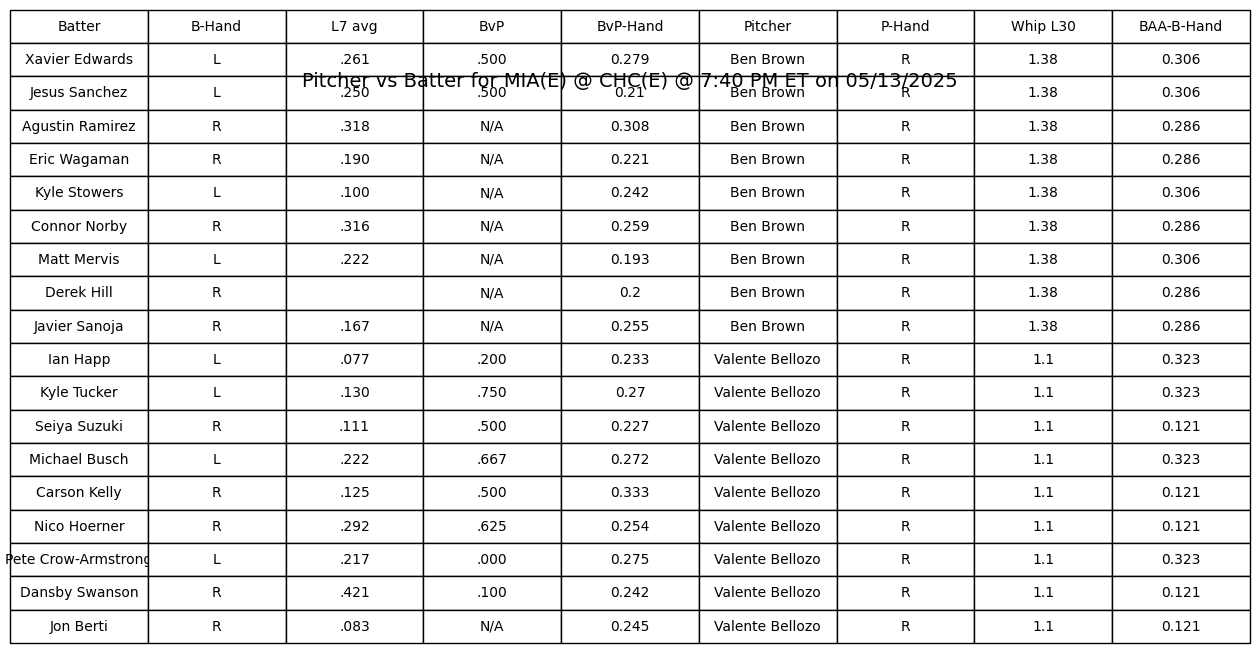 Batter B-Hand L7 avg BvP BvP-Hand Pitcher P-Hand Whip L30 BAA-B-Hand
Xavier Edwards L .261 .500 0.279 Ben Brown R 1.38 0.306
Pitcher vs Batter for MIA(E) @ CHC(E) @ 7:40 PM ET on 05/13/2025
Jesus Sanchez L .250 .500 0.21 Ben Brown R 1.38 0.306
Agustin Ramirez R .318 N/A 0.308 Ben Brown R 1.38 0.286
Eric Wagaman R .190 N/A 0.221 Ben Brown R 1.38 0.286
Kyle Stowers L .100 N/A 0.242 Ben Brown R 1.38 0.306
Connor Norby R .316 N/A 0.259 Ben Brown R 1.38 0.286
Matt Mervis L .222 N/A 0.193 Ben Brown R 1.38 0.306
Derek Hill R N/A 0.2 Ben Brown R 1.38 0.286
Javier Sanoja R .167 N/A 0.255 Ben Brown R 1.38 0.286
Ian Happ L .077 .200 0.233 Valente Bellozo R 1.1 0.323
Kyle Tucker L .130 .750 0.27 Valente Bellozo R 1.1 0.323
Seiya Suzuki R .111 .500 0.227 Valente Bellozo R 1.1 0.121
Michael Busch L .222 .667 0.272 Valente Bellozo R 1.1 0.323
Carson Kelly R .125 .500 0.333 Valente Bellozo R 1.1 0.121
Nico Hoerner R .292 .625 0.254 Valente Bellozo R 1.1 0.121
Pete Crow-Armstrong L .217 .000 0.275 Valente Bellozo R 1.1 0.323
Dansby Swanson R .421 .100 0.242 Valente Bellozo R 1.1 0.121
Jon Berti R .083 N/A 0.245 Valente Bellozo R 1.1 0.121